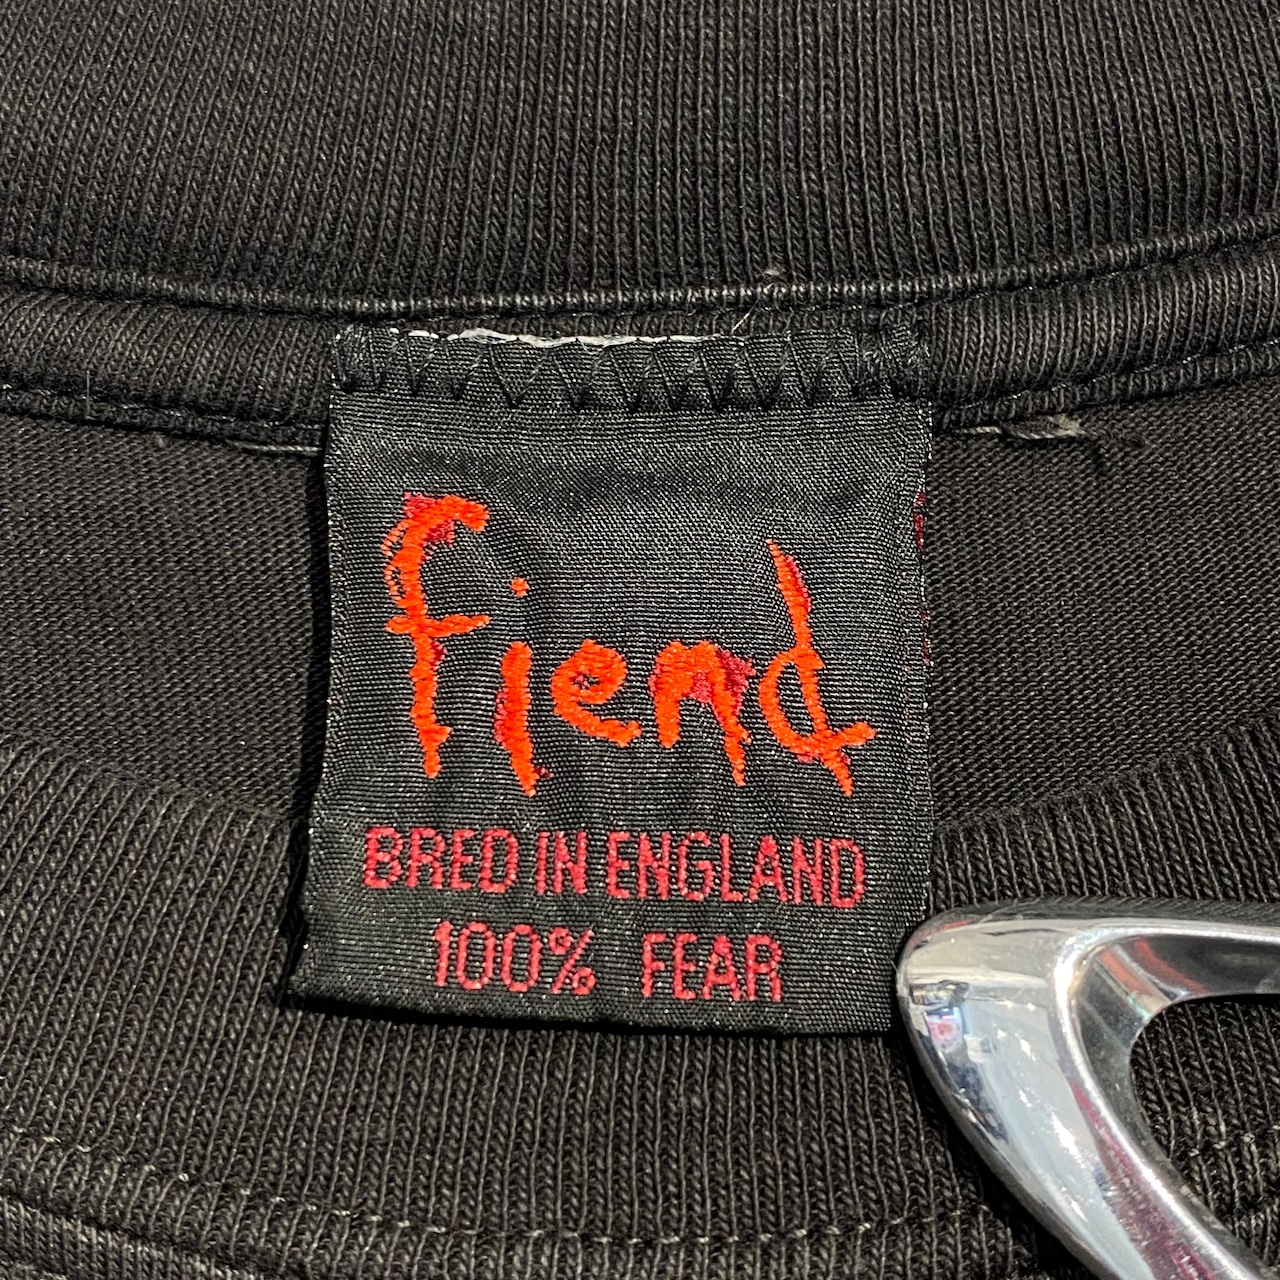 fiend
BRED IN ENGLAND
100% FEAR